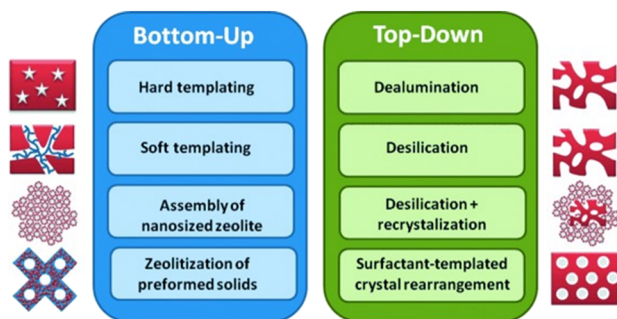 Bottom-Up
Hard templating
Soft templating
Assembly of
nanosized zeolite
Zeolitization of
preformed solids
Top-Down
Dealumination
Desilication
Desilication +
recrystalization
Surfactant-templated
crystal rearrangement